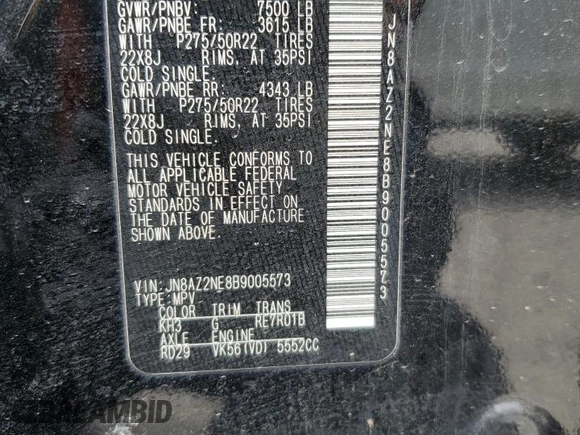 GVWR/PNBV: 7500 LB
GAWR/PNBE FR: 3615 LB
WITH P275/50R22 TIRES
22X8J RIMS, AT 35PSI
COLD SINGLE.
GAWR/PNBE RR: 4343 LB
WITH P275/50R22 TIRES
22X8J RIMS, AT 35PSI
COLD SINGLE.
THIS VEHICLE CONFORMS TO
ALL APPLICABLE FEDERAL
MOTOR VEHICLE SAFETY
STANDARDS IN EFFECT ON
THE DATE OF MANUFACTURE
SHOWN ABOVE.
VIN: JN8AZ2NE8B9005573
TYPE: MPV
COLOR TRIM TRANS
KH3 G RE7R01B
AXLE ENGINE
RD29 VK56(VD) 5552CC
JN8AZ2NE8B9005573